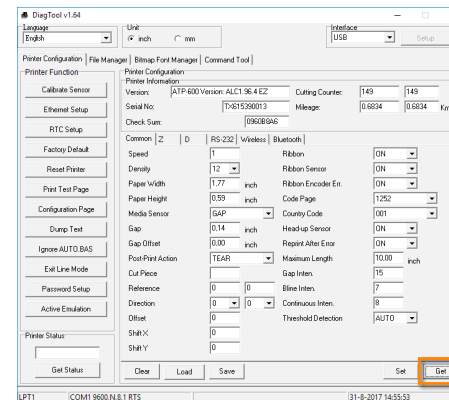 DiagTool v1.64
Language
English
Unit
inch
mm
Interface
USB
Setup
Printer Configuration
File Manager
Bitmap Font Manager
Command Tool
Printer Function
Calibrate Sensor
Ethernet Setup
RTC Setup
Factory Default
Reset Printer
Print Test Page
Configuration Page
Dump Text
Ignore AUTO.BAS
Exit Line Mode
Password Setup
Active Emulation
Printer Status
Get Status
Printer Configuration
Printer Information
Version: ATP-600 Version: ALC1.96.4 EZ Cutting Counter: 149 149
Serial No: TX615390013 Mileage: 0.6834 0.6834 Km
Check Sum: 0960B8A6
Common Z D RS-232 Wireless Bluetooth
Speed 1 Ribbon ON
Density 12 Ribbon Sensor ON
Paper Width 1.77 inch Ribbon Encoder Err. ON
Paper Height 0.59 inch Code Page 1252
Media Sensor GAP Country Code 001
Gap 0.14 inch Head-up Sensor ON
Gap Offset 0.00 inch Reprint After Error ON
Post-Print Action TEAR Maximum Length 10.00 inch
Cut Piece Gap Inten. 15
Reference 0 0 Bline Inten. 7
Direction 0 0 Continuous Inten. 8
Offset 0 Threshold Detection AUTO
Shift X 0
Shift Y 0
Clear Load Save Set Get
LPT1 COM1 9600,N,8,1 RTS 31-8-2017 14:55:53